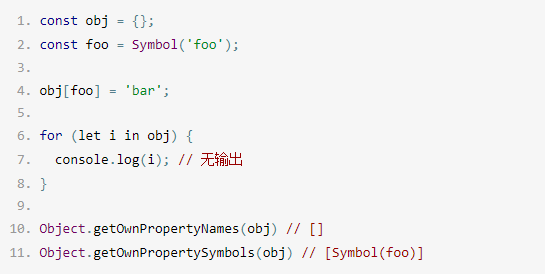 1. const obj = {};
2. const foo = Symbol('foo');
3.
4. obj[foo] = 'bar';
5.
6. for (let i in obj) {
7.   console.log(i); // 无输出
8. }
9.
10. Object.getOwnPropertyNames(obj) // []
11. Object.getOwnPropertySymbols(obj) // [Symbol(foo)]